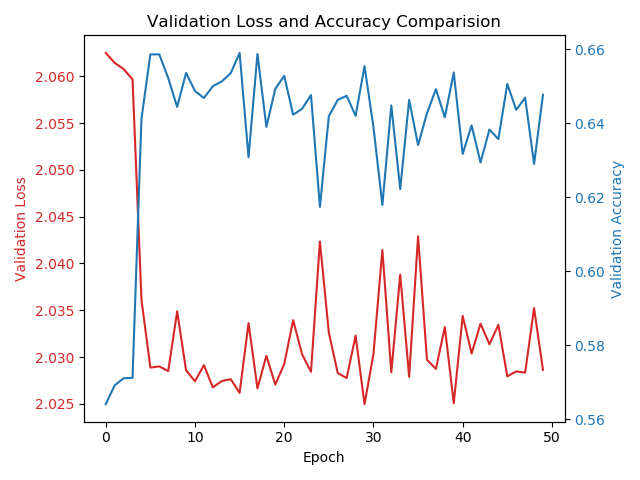 Validation Loss and Accuracy Comparision
Validation Loss
2.060
2.055
2.050
2.045
2.040
2.035
2.030
2.025
0.66
0.64
0.62
0.60
0.58
0.56
Validation Accuracy
0 10 20 30 40 50
Epoch